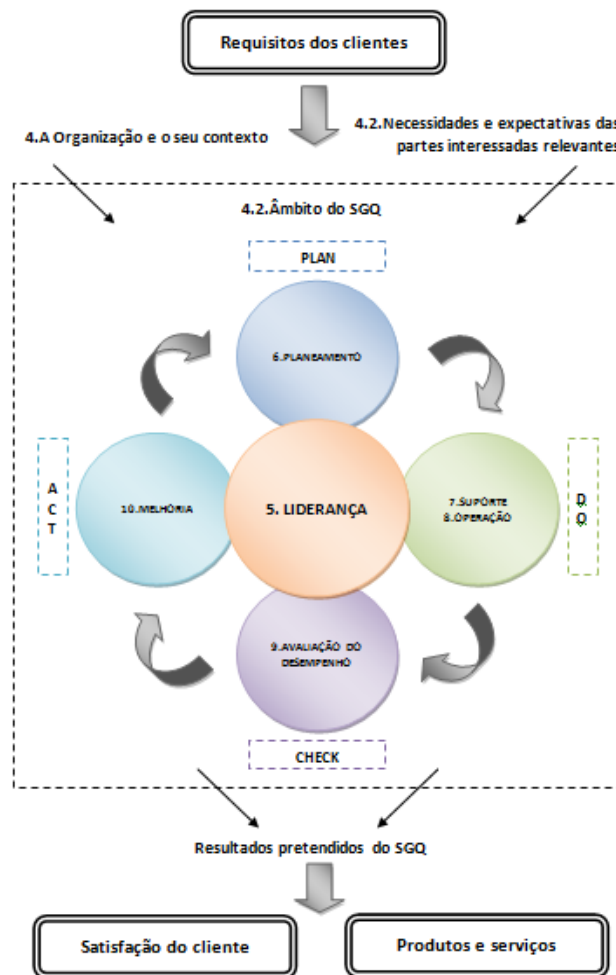 Requisitos dos clientes
4.A Organização e o seu contexto
4.2.Necessidades e expectativas das
partes interessadas relevantes
4.2.Âmbito do SGQ
PLAN
6.PLANEAMENTO
A
C
T
10.MELHÓRIA
5. LIDERANÇA
7.SUPORTE
8.OPERAÇÃO
D
O
9.AVALIAÇÃO DO
DESEMPENHO
CHECK
Resultados pretendidos do SGQ
Satisfação do cliente
Produtos e serviços